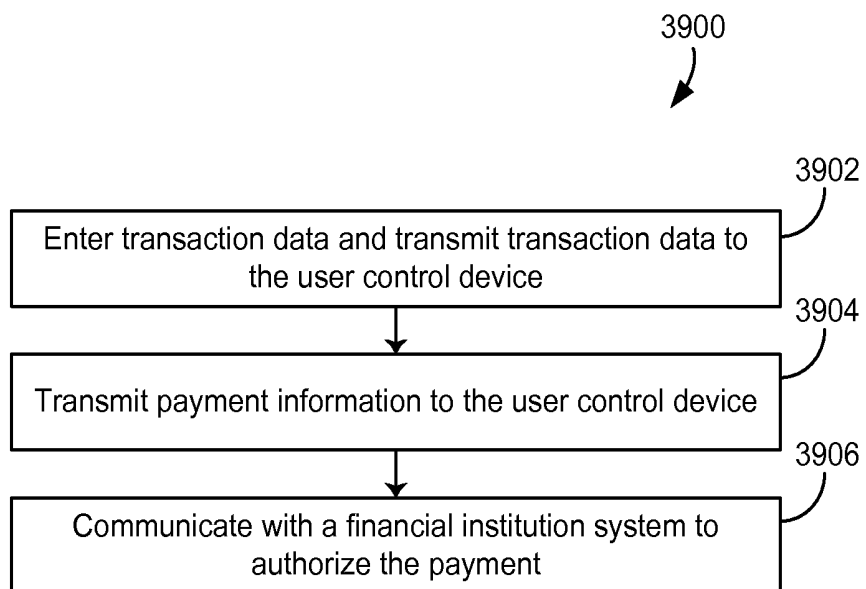 3900
3902
Enter transaction data and transmit transaction data to
the user control device
3904
Transmit payment information to the user control device
3906
Communicate with a financial institution system to
authorize the payment